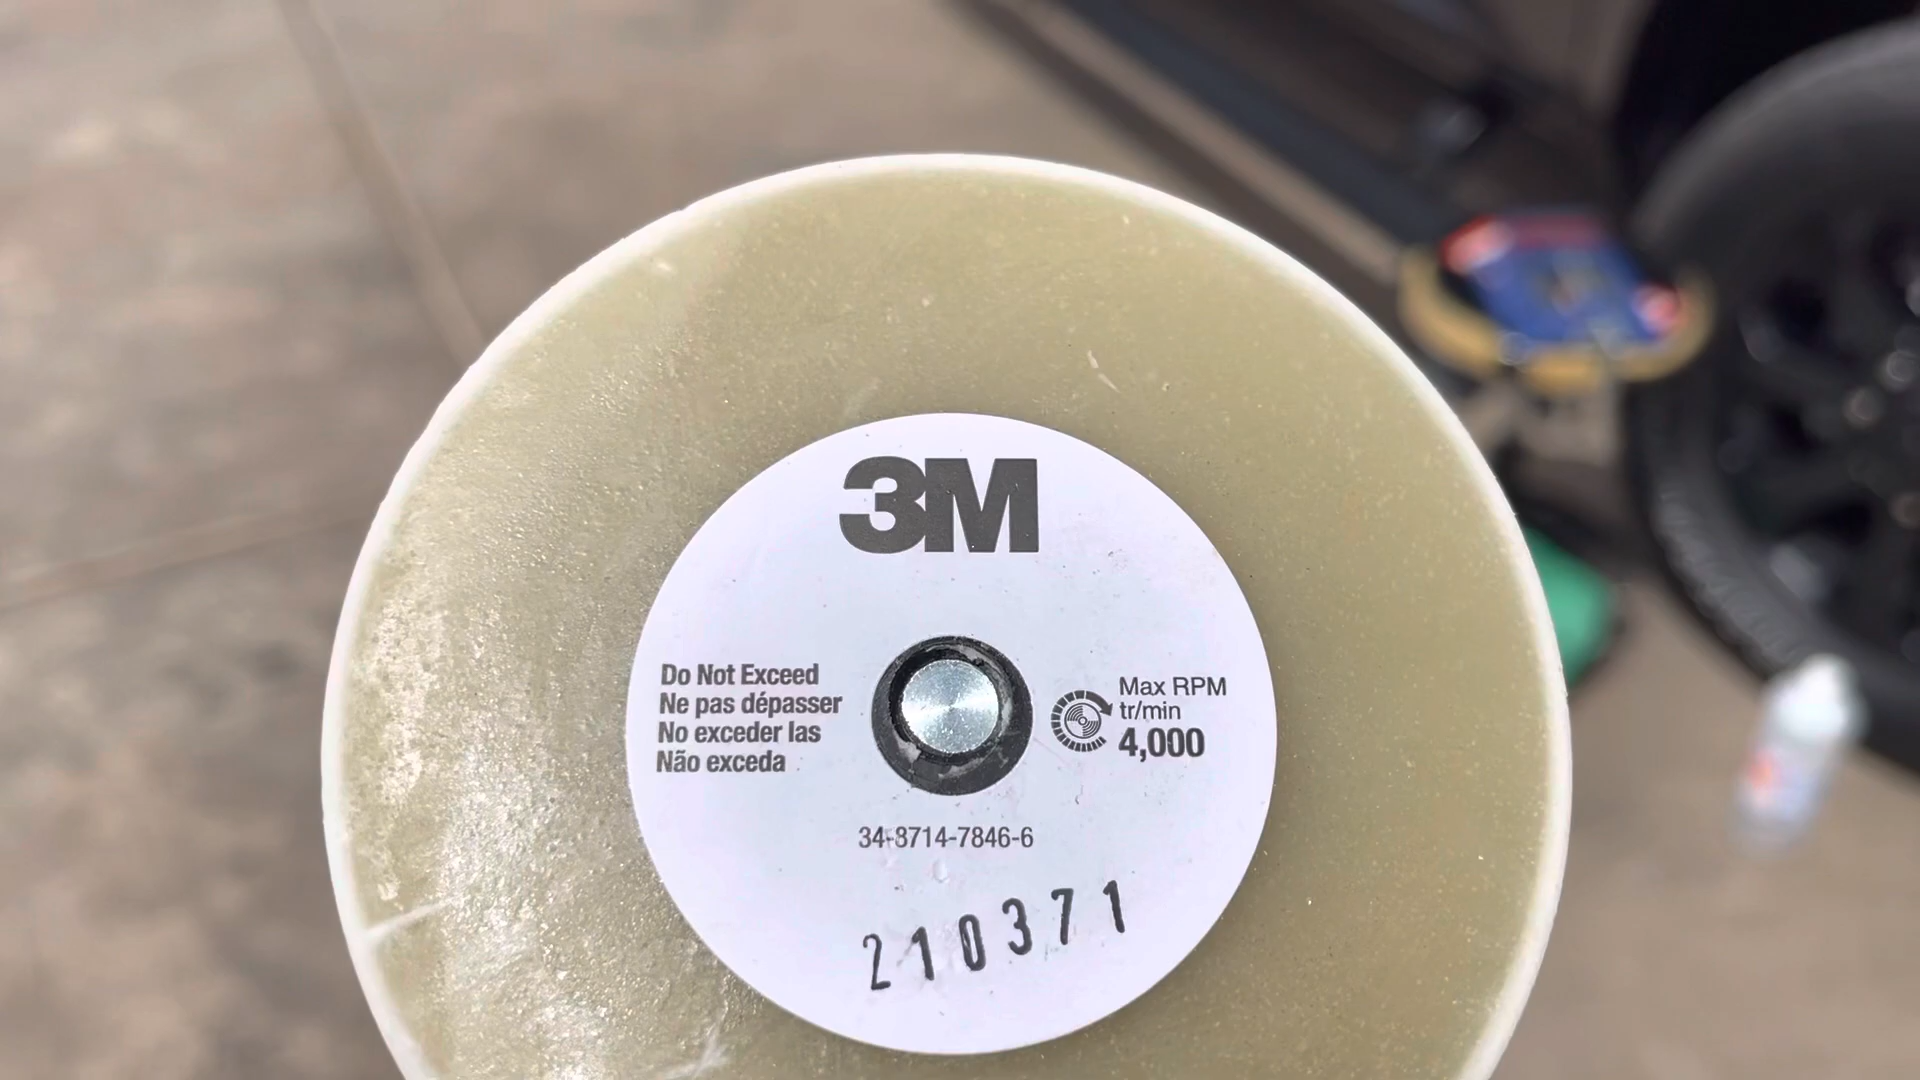 3M
Do Not Exceed
Ne pas dépasser
No exceder las
Não exceda
Max RPM
tr/min
4,000
34-8714-7846-6
210371